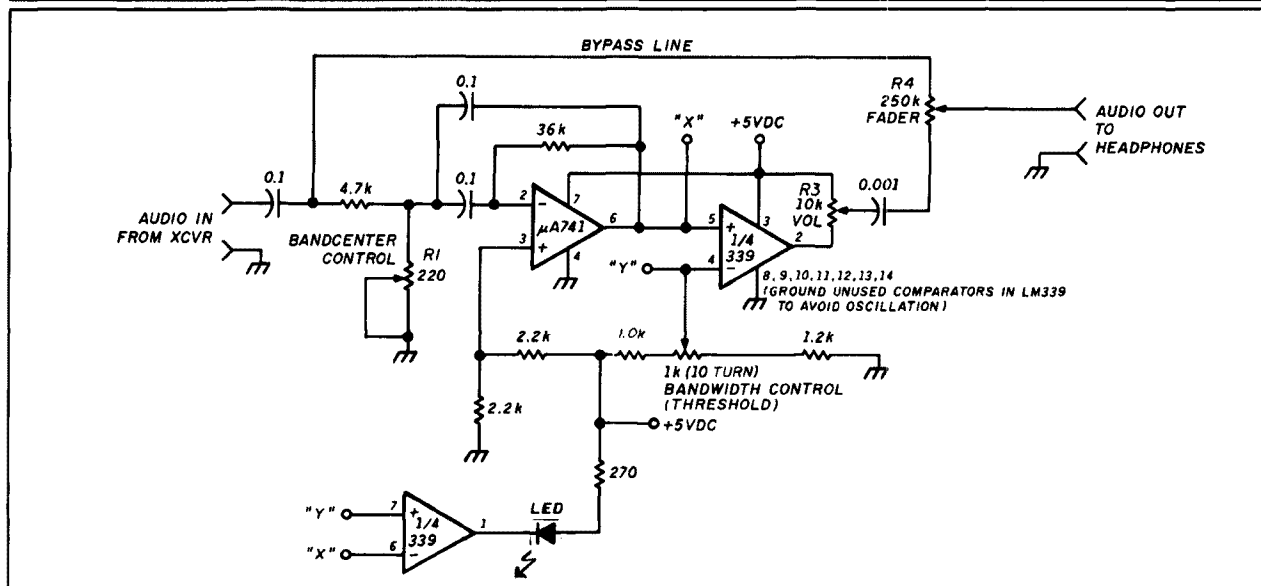 BYPASS LINE
0.1
R4
250k
FADER
AUDIO OUT
TO
HEADPHONES
36k
"X"
+5VDC
0.1
4.7k
0.1
2
-
7
μA741
6
3
+
4
5
+
3
1/4
339
2
4
-
R3
10k
VOL
0.001
AUDIO IN
FROM XCVR
BANDCENTER
CONTROL
R1
220
"Y"
8,9,10,11,12,13,14
(GROUND UNUSED COMPARATORS IN LM339
TO AVOID OSCILLATION)
2.2k
1.0k
1.2k
1k (10 TURN)
BANDWIDTH CONTROL
(THRESHOLD)
2.2k
+5VDC
270
LED
"Y"
7
+
1/4
339
1
"X"
6
-